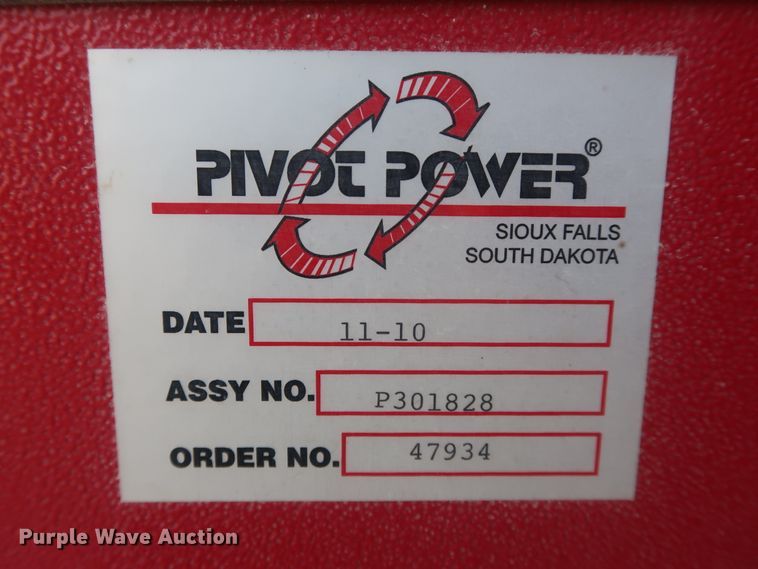 PIVOT POWER®
SIOUX FALLS
SOUTH DAKOTA
DATE 11-10
ASSY NO. P301828
ORDER NO. 47934
Purple Wave Auction